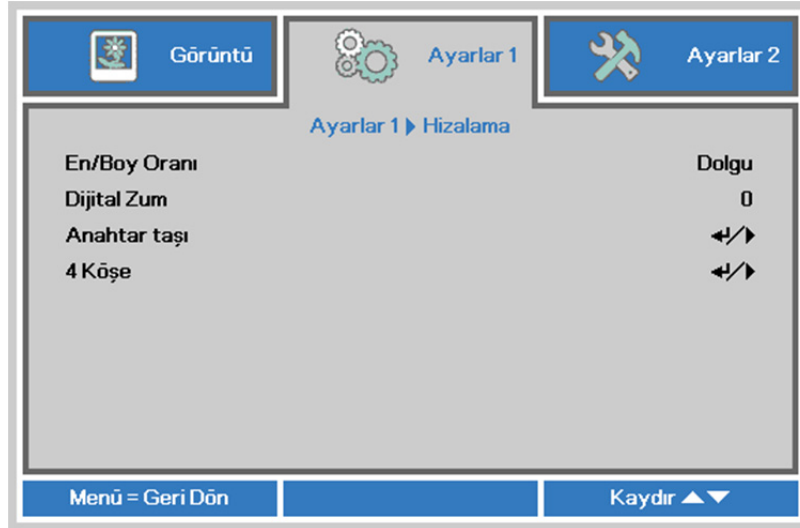 Görüntü
Ayarlar 1
Ayarlar 2
Ayarlar 1 ▶ Hizalama
En/Boy Oranı Dolgu
Dijital Zum 0
Anahtar taşı ↵/▶
4 Köşe ↵/▶
Menü = Geri Dön
Kaydır ▲▼